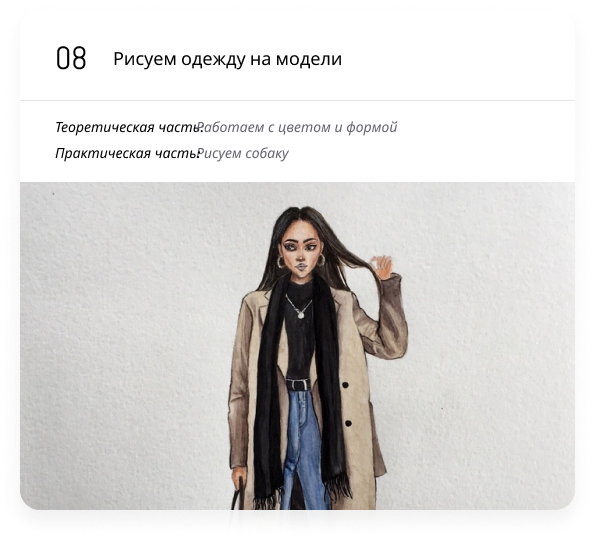 08 Рисуем одежду на модели
Теоретическая часть: Работаем с цветом и формой
Практическая часть: Рисуем собаку